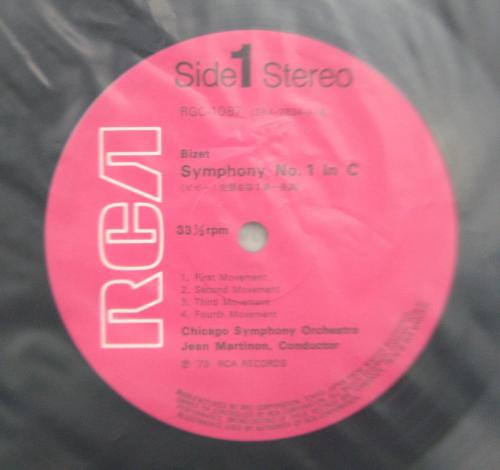 Side 1 Stereo
RGC-1087
Bizet
Symphony No. 1 in C
33⅓ rpm
RCA
1. First Movement
2. Second Movement
3. Third Movement
4. Fourth Movement
Chicago Symphony Orchestra
Jean Martinon, Conductor
℗ '73 RCA RECORDS